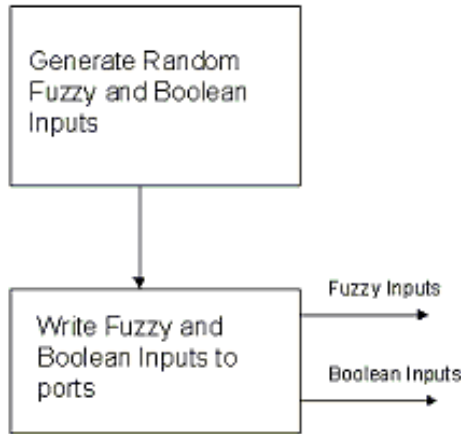 Generate Random
Fuzzy and Boolean
Inputs
Fuzzy Inputs
Write Fuzzy and
Boolean Inputs to
ports
Boolean Inputs